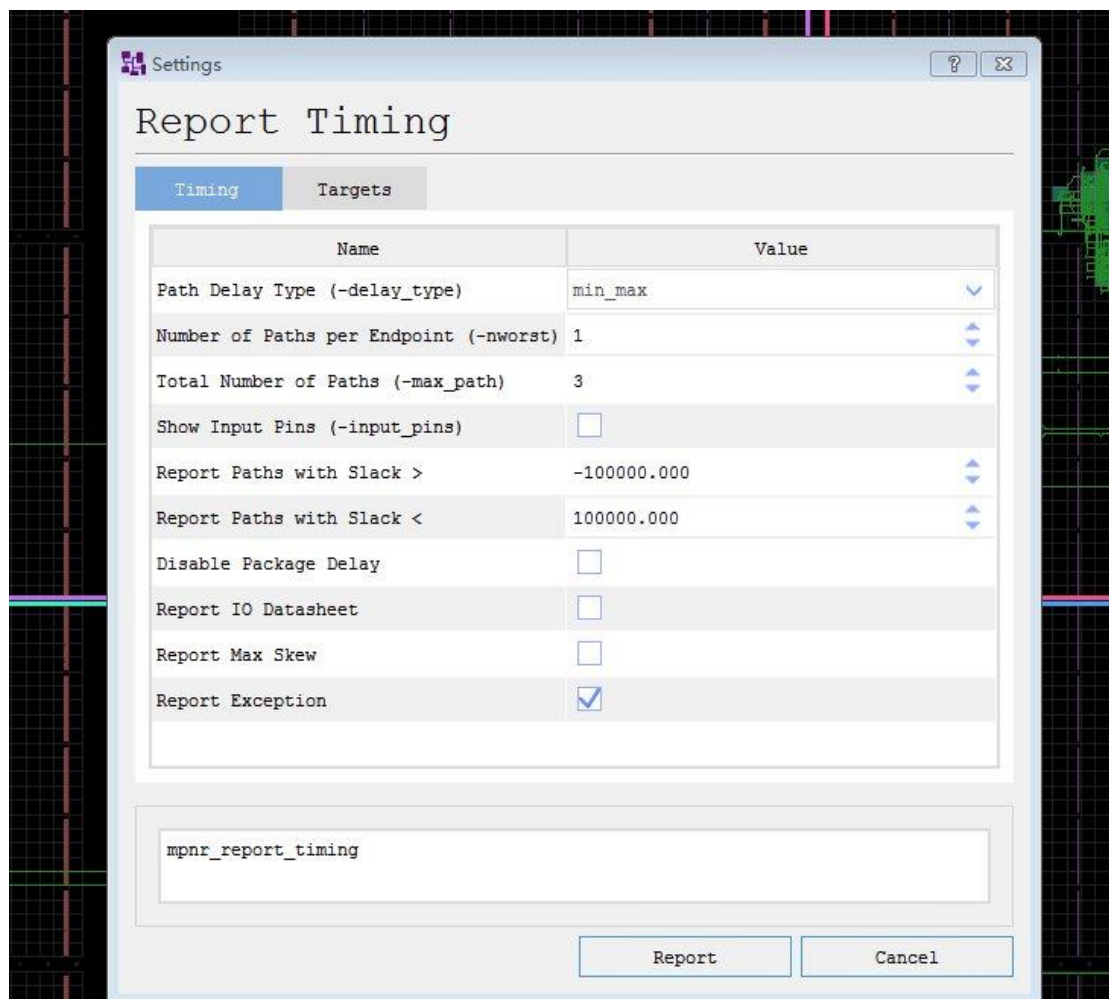 Settings
Report Timing
Timing Targets
Name Value
Path Delay Type (-delay_type) min_max
Number of Paths per Endpoint (-nworst) 1
Total Number of Paths (-max_path) 3
Show Input Pins (-input_pins)
Report Paths with Slack > -100000.000
Report Paths with Slack < 100000.000
Disable Package Delay
Report IO Datasheet
Report Max Skew
Report Exception
mpnr_report_timing
Report Cancel